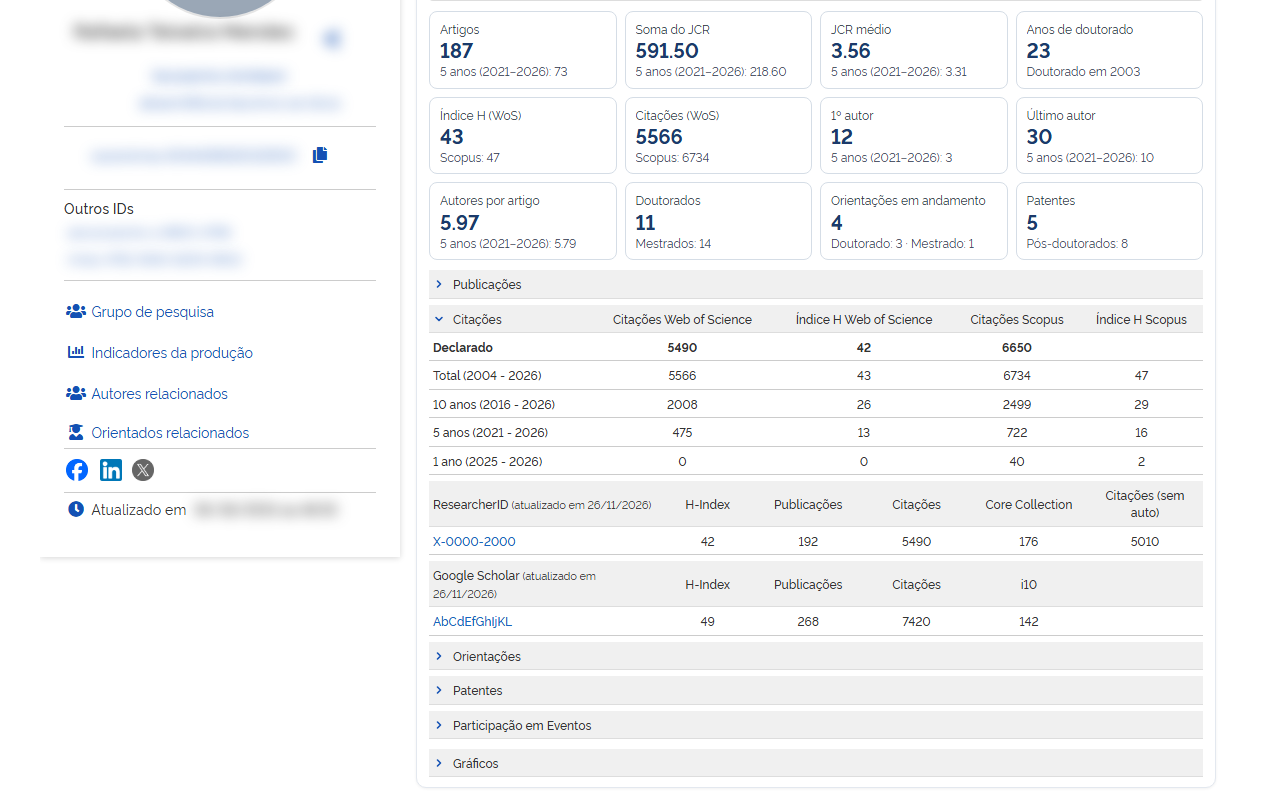 Outros IDs
Grupo de pesquisa
Indicadores da produção
Autores relacionados
Orientados relacionados
Atualizado em
Artigos
187
5 anos (2021–2026): 73
Soma do JCR
591.50
5 anos (2021–2026): 218.60
JCR médio
3.56
5 anos (2021–2026): 3.31
Anos de doutorado
23
Doutorado em 2003
Índice H (WoS)
43
Scopus: 47
Citações (WoS)
5566
Scopus: 6734
1º autor
12
5 anos (2021–2026): 3
Último autor
30
5 anos (2021–2026): 10
Autores por artigo
5.97
5 anos (2021–2026): 5.79
Doutorados
11
Mestrados: 14
Orientações em andamento
4
Doutorado: 3 · Mestrado: 1
Patentes
5
Pós-doutorados: 8
Publicações
Citações Citações Web of Science Índice H Web of Science Citações Scopus Índice H Scopus
Declarado 5490 42 6650
Total (2004 - 2026) 5566 43 6734 47
10 anos (2016 - 2026) 2008 26 2499 29
5 anos (2021 - 2026) 475 13 722 16
1 ano (2025 - 2026) 0 0 40 2
ResearcherID (atualizado em 26/11/2026) H-Index Publicações Citações Core Collection Citações (sem
auto)
X-0000-2000 42 192 5490 176 5010
Google Scholar (atualizado em
26/11/2026) H-Index Publicações Citações i10
AbCdEfGhIjKL 49 268 7420 142
Orientações
Patentes
Participação em Eventos
Gráficos